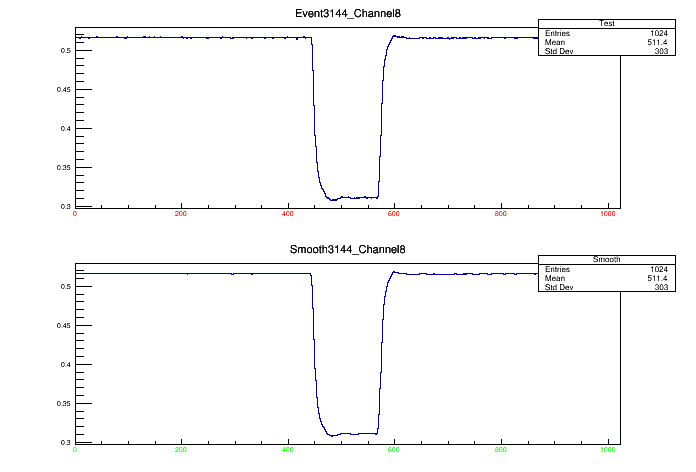 Event3144_Channel8
Test
Entries 1024
Mean 511.4
Std Dev 303
0.5
0.45
0.4
0.35
0.3
0 200 400 600 800 1000
Smooth3144_Channel8
Smooth
Entries 1024
Mean 511.4
Std Dev 303
0.5
0.45
0.4
0.35
0.3
0 200 400 600 800 1000